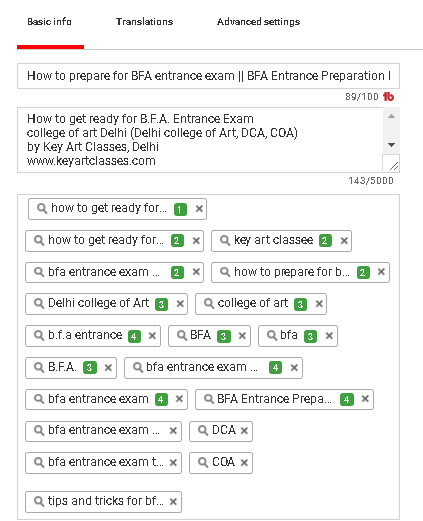 Basic info Translations Advanced settings
How to prepare for BFA entrance exam || BFA Entrance Preparation
89/100
How to get ready for B.F.A. Entrance Exam
college of art Delhi (Delhi college of Art, DCA, COA)
by Key Art Classes, Delhi
www.keyartclasses.com
143/5000
how to get ready for... 1 ×
how to get ready for... 2 × key art classee 2 ×
bfa entrance exam ... 2 × how to prepare for b... 2 ×
Delhi college of Art 3 × college of art 3 ×
b.f.a entrance 4 × BFA 3 × bfa 3 ×
B.F.A. 3 × bfa entrance exam ... 4 ×
bfa entrance exam 4 × BFA Entrance Prepa... 4 ×
bfa entrance exam ... × DCA ×
bfa entrance exam t... × COA ×
tips and tricks for bf... ×